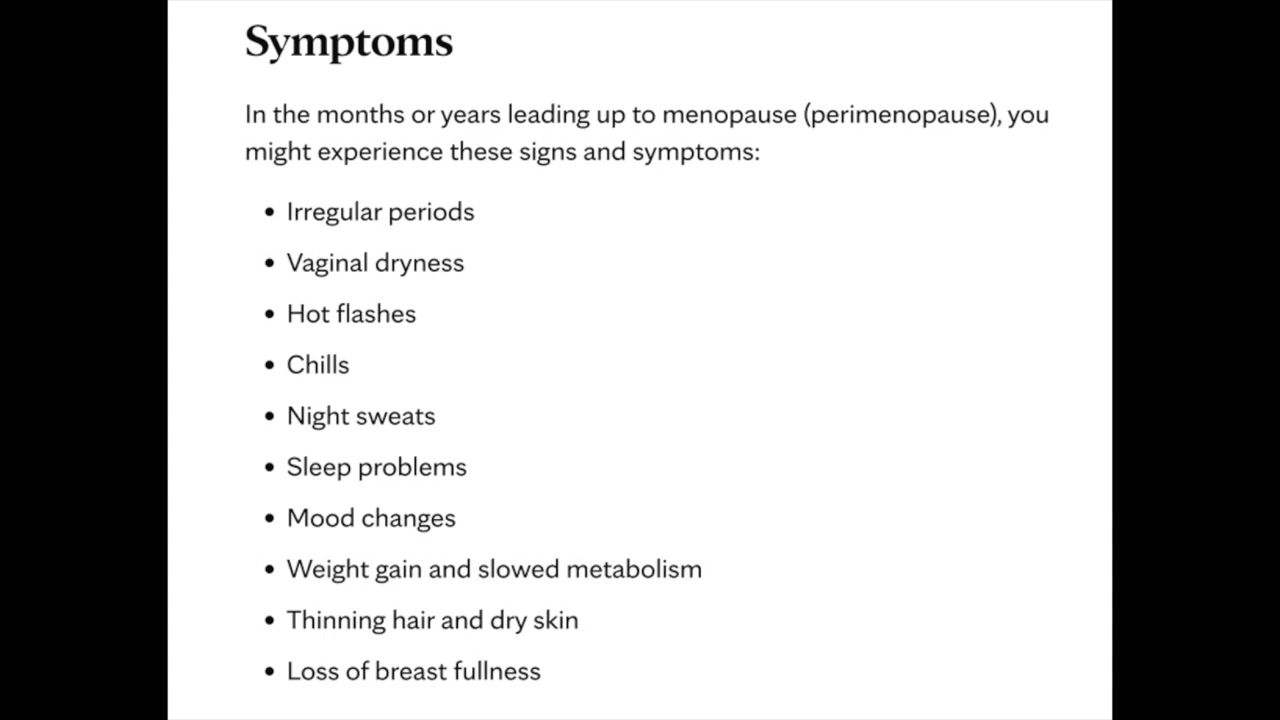 Symptoms
In the months or years leading up to menopause (perimenopause), you
might experience these signs and symptoms:
• Irregular periods
• Vaginal dryness
• Hot flashes
• Chills
• Night sweats
• Sleep problems
• Mood changes
• Weight gain and slowed metabolism
• Thinning hair and dry skin
• Loss of breast fullness